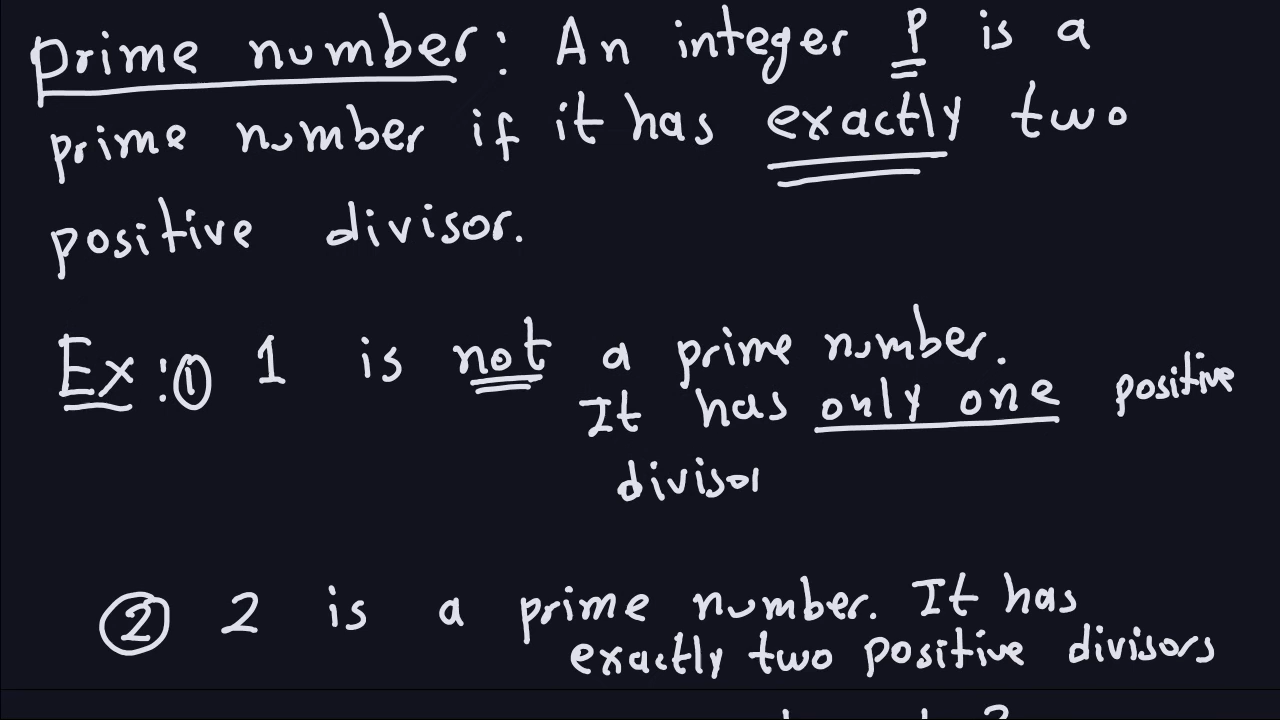 prime number: An integer P is a
prime number if it has exactly two
positive divisor.
Ex: ① 1 is not a prime number.
It has only one positive
divisor
② 2 is a prime number. It has
exactly two positive divisors